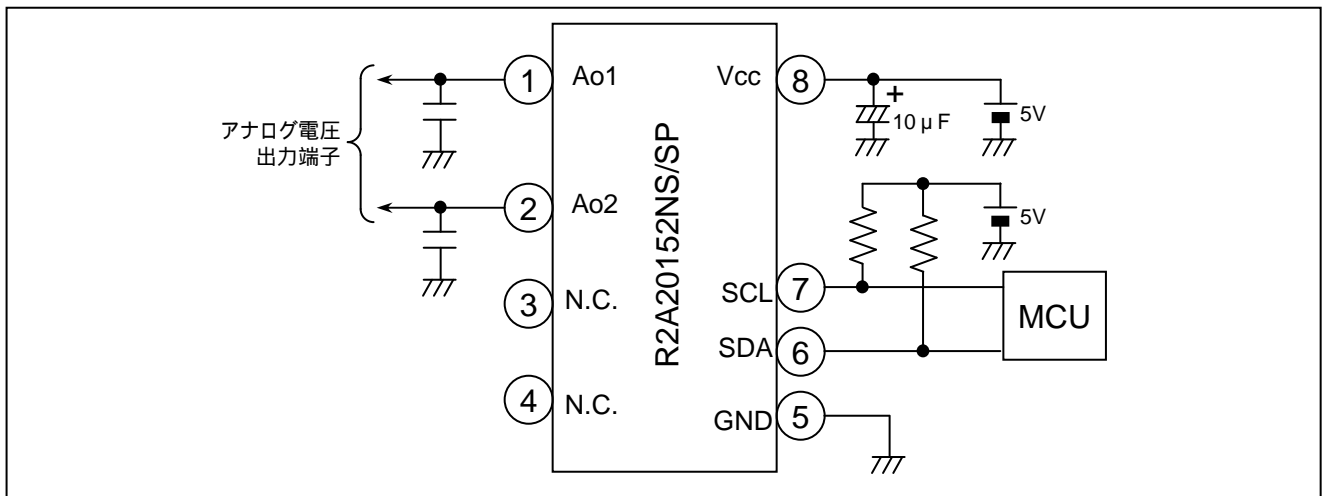 アナログ電圧
出力端子
1
Ao1
2
Ao2
3
N.C.
4
N.C.
R2A20152NS/SP
Vcc
8
+
10 μ F
5V
5V
SCL
7
SDA
6
GND
5
MCU